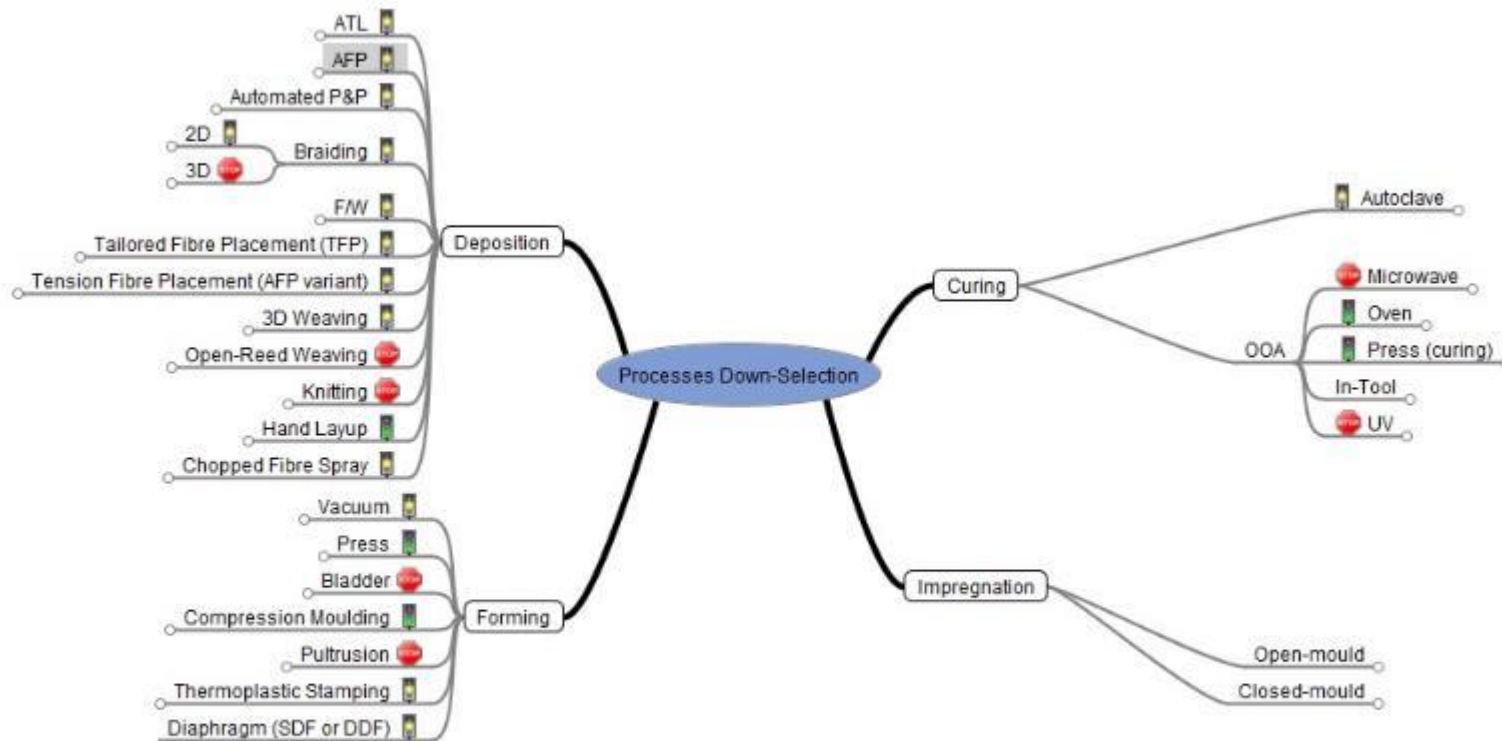 ATL
AFP
Automated P&P
2D
3D
Braiding
F/W
Tailored Fibre Placement (TFP)
Tension Fibre Placement (AFP variant)
3D Weaving
Open-Reed Weaving
Knitting
Hand Layup
Chopped Fibre Spray
Deposition
Vacuum
Press
Bladder
Compression Moulding
Pultrusion
Thermoplastic Stamping
Diaphragm (SDF or DDF)
Forming
Processes Down-Selection
Curing
Autoclave
OOA
STOP Microwave
Oven
Press (curing)
In-Tool
STOP UV
Impregnation
Open-mould
Closed-mould